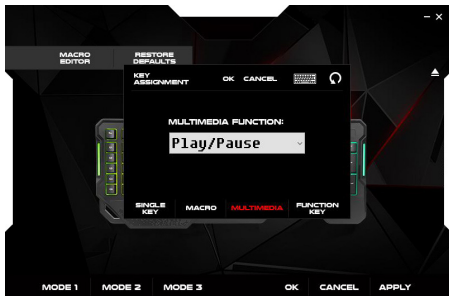 MACRO EDITOR
RESTORE DEFAULTS
KEY ASSIGNMENT
OK CANCEL
MULTIMEDIA FUNCTION:
Play/Pause
SINGLE KEY
MACRO
MULTIMEDIA
FUNCTION KEY
MODE 1 MODE 2 MODE 3 OK CANCEL APPLY